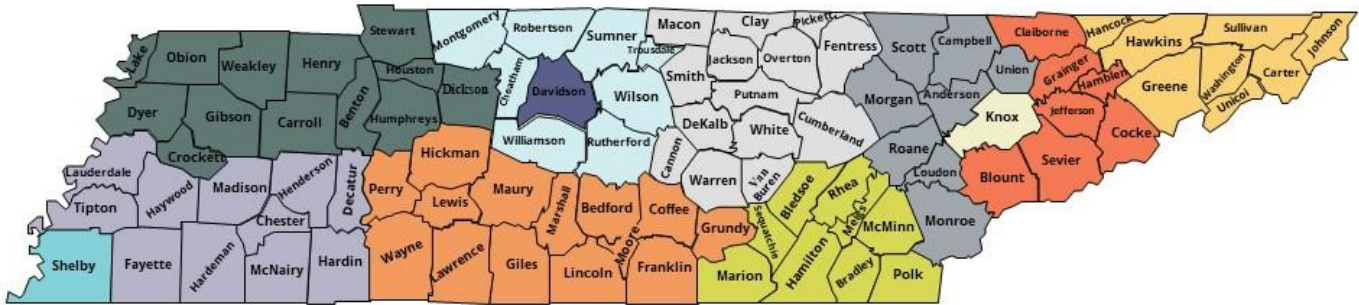 Stewart
Montgomery
Robertson
Sumner
Trousdale
Macon
Clay
Pickett
Fentress
Scott
Campbell
Claiborne
Hancock
Hawkins
Sullivan
Johnson
Lake
Obion
Weakley
Henry
Houston
Dickson
Cheatham
Davidson
Wilson
Smith
Jackson
Overton
Putnam
Morgan
Anderson
Union
Grainger
Hamblen
Greene
Washington
Carter
Unicoi
Dyer
Gibson
Carroll
Benton
Humphreys
Williamson
Rutherford
DeKalb
White
Cumberland
Roane
Knox
Jefferson
Cocke
Crockett
Lauderdale
Haywood
Madison
Henderson
Decatur
Perry
Hickman
Lewis
Maury
Marshall
Bedford
Coffee
Cannon
Warren
Van
Buren
Bledsoe
Rhea
Meigs
McMinn
Loudon
Monroe
Blount
Sevier
Tipton
Chester
Grundy
Sequatchie
Shelby
Fayette
Hardeman
McNairy
Hardin
Wayne
Lawrence
Giles
Lincoln
Moore
Franklin
Marion
Hamilton
Bradley
Polk